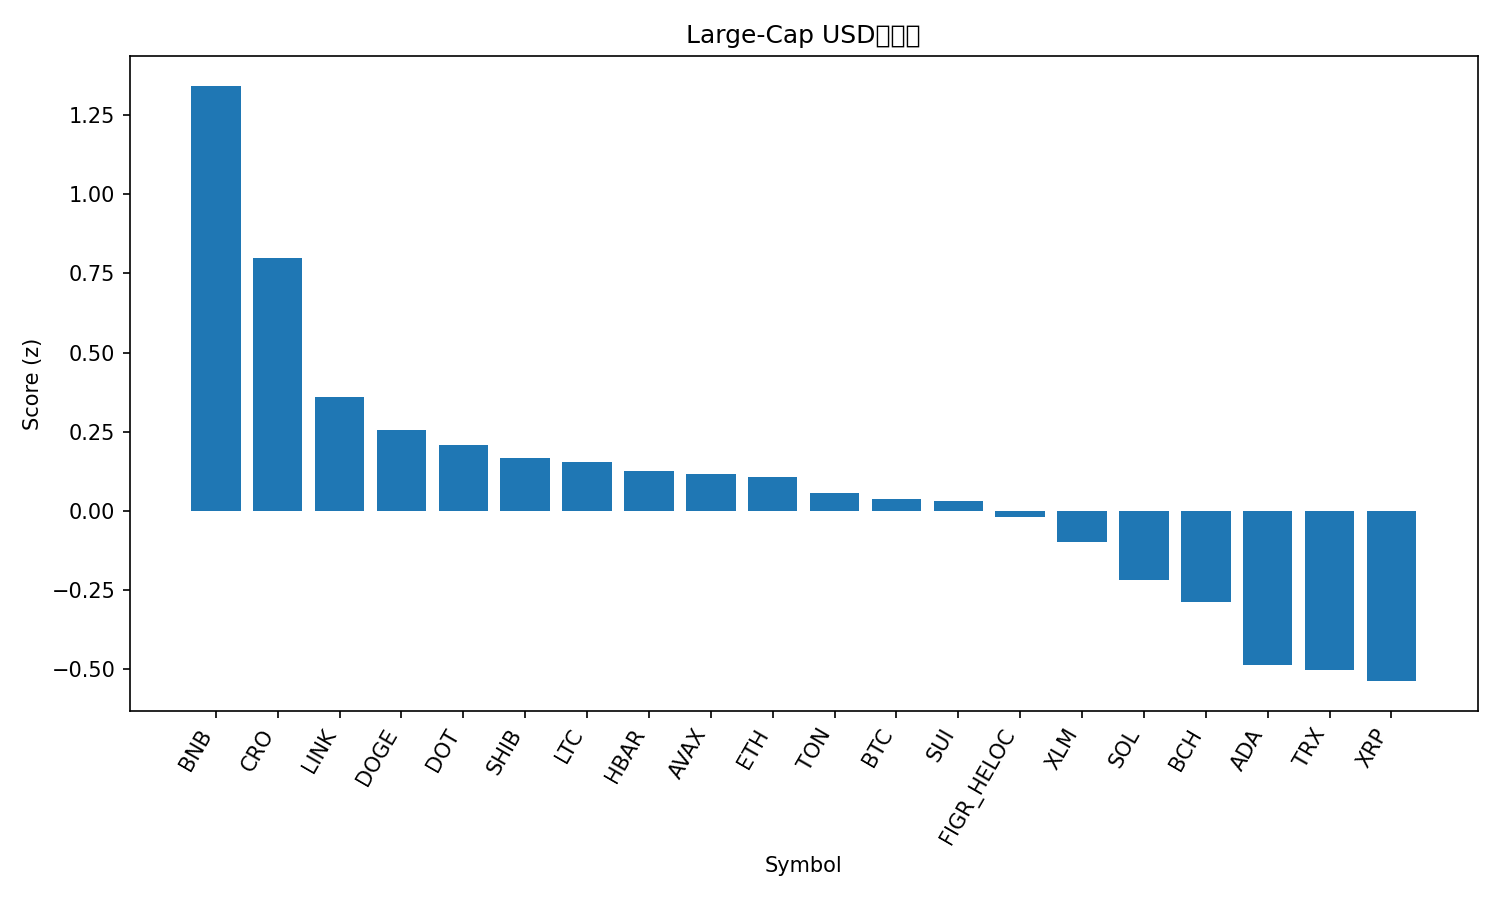 Large-Cap USD
1.25
1.00
0.75
0.50
0.25
0.00
−0.25
−0.50
Score (z)
BNB
CRO
LINK
DOGE
DOT
SHIB
LTC
HBAR
AVAX
ETH
TON
BTC
SUI
FIGR_HELOC
XLM
SOL
BCH
ADA
TRX
XRP
Symbol